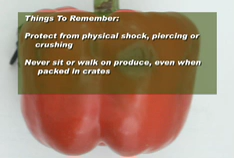 Things To Remember:
Protect from physical shock, piercing or
crushing
Never sit or walk on produce, even when
packed in crates